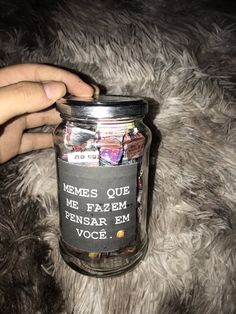 MEMES QUE
ME FAZEM
PENSAR EM
VOCÊ.